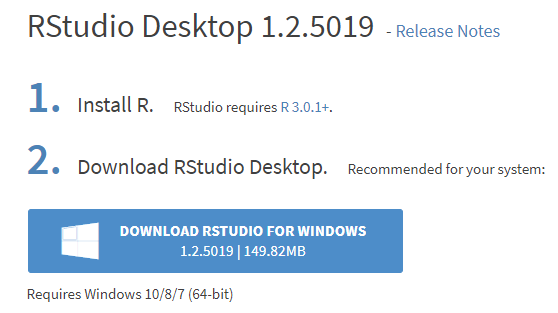 RStudio Desktop 1.2.5019 - Release Notes
1. Install R. RStudio requires R 3.0.1+.
2. Download RStudio Desktop. Recommended for your system:
DOWNLOAD RSTUDIO FOR WINDOWS
1.2.5019 | 149.82MB
Requires Windows 10/8/7 (64-bit)